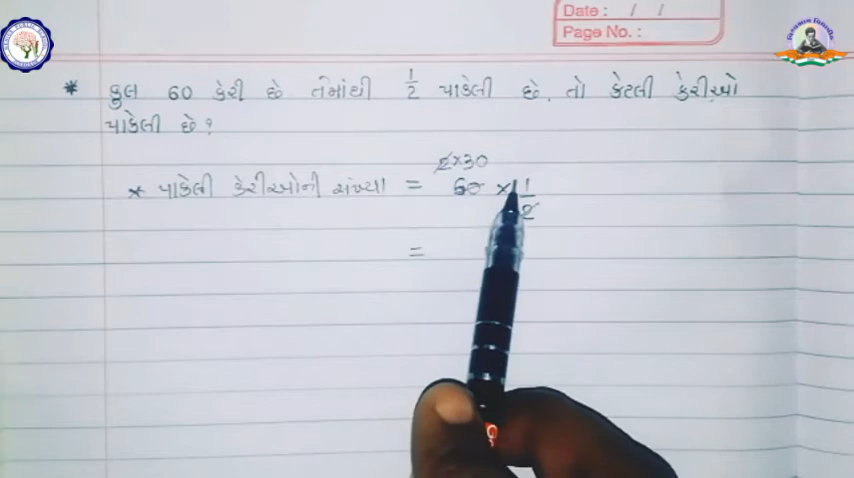 Date : / /
Page No. :
* કુલ 60 કેરી છે તેમાંથી 1/2 પાકેલી છે, તો કેટલી કેરીઓ
પાકેલી છે?
2×30
* પાકેલી કેરીઓની સંખ્યા = 60 × 1/2
=